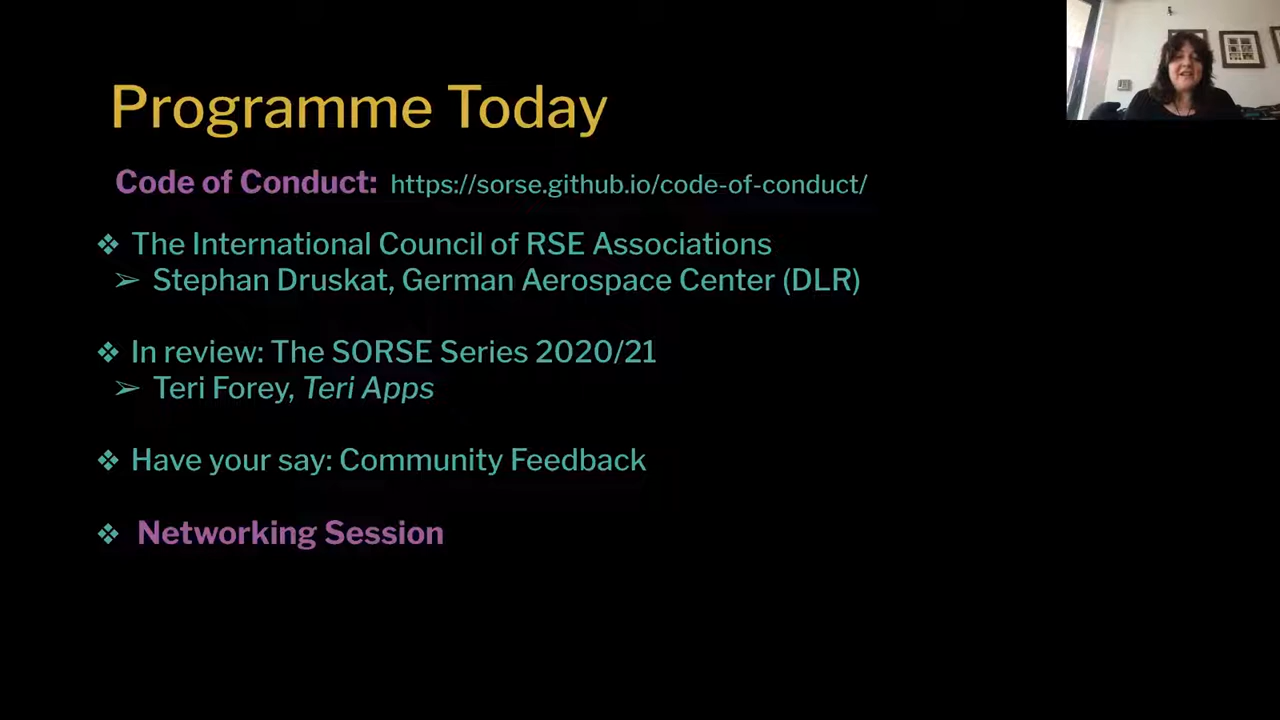 Programme Today
Code of Conduct: https://sorse.github.io/code-of-conduct/
❖ The International Council of RSE Associations
➢ Stephan Druskat, German Aerospace Center (DLR)
❖ In review: The SORSE Series 2020/21
➢ Teri Forey, Teri Apps
❖ Have your say: Community Feedback
❖ Networking Session